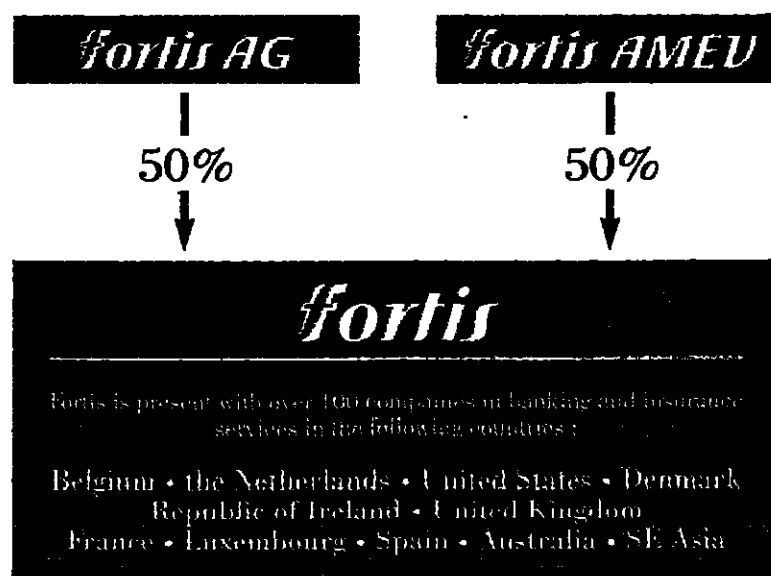 fortis AG
fortis AMEV
50%
50%
fortis
Fortis is present with over 100 companies in banking and insurance
services in the following countries :
Belgium • the Netherlands • United States • Denmark
Republic of Ireland • United Kingdom
France • Luxembourg • Spain • Australia • SE Asia